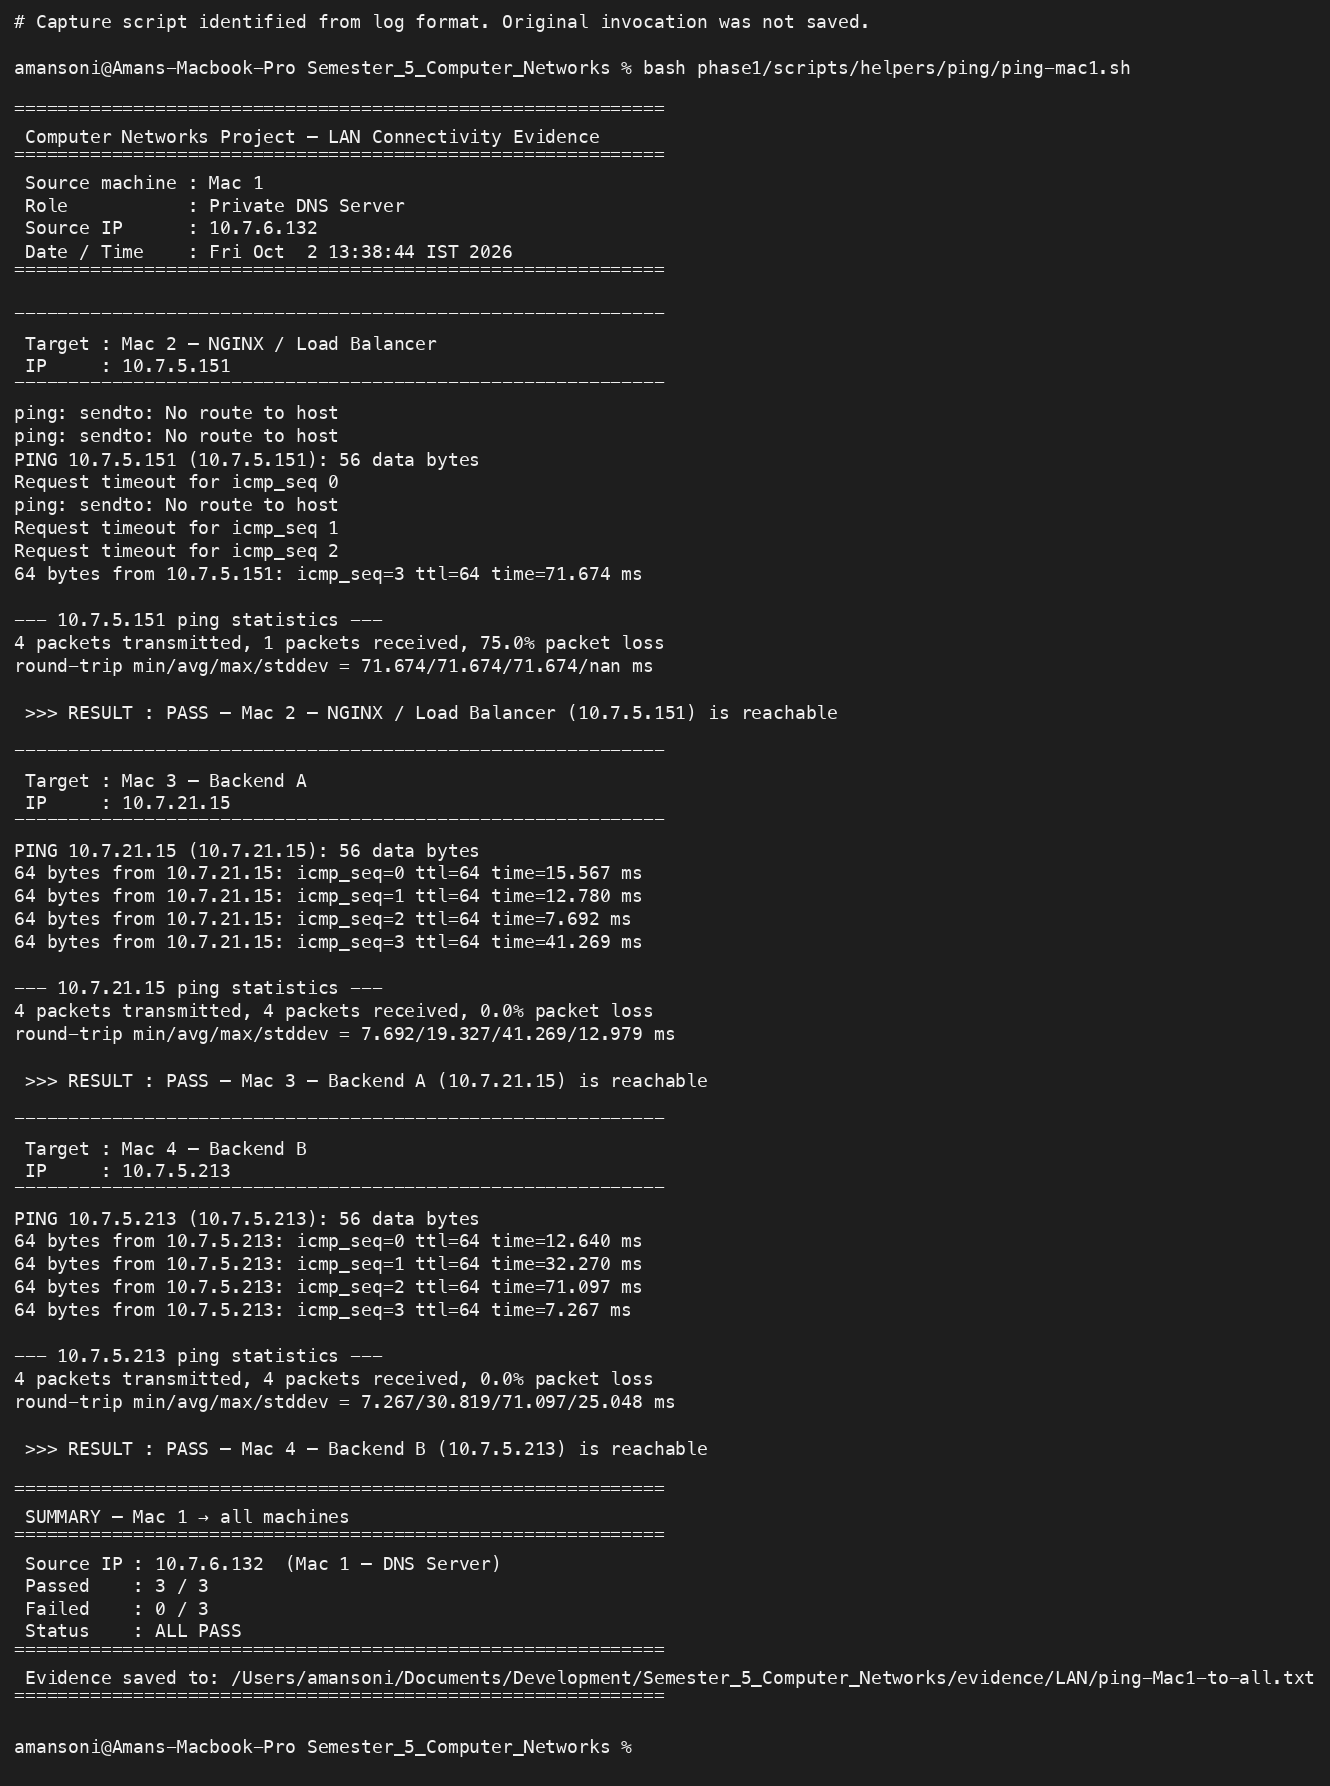 # Capture script identified from log format. Original invocation was not saved.
amansoni@Amans-Macbook-Pro Semester_5_Computer_Networks % bash phase1/scripts/helpers/ping/ping-mac1.sh
============================================================
Computer Networks Project — LAN Connectivity Evidence
============================================================
Source machine : Mac 1
Role           : Private DNS Server
Source IP      : 10.7.6.132
Date / Time    : Fri Oct  2 13:38:44 IST 2026
============================================================
------------------------------------------------------------
Target : Mac 2 — NGINX / Load Balancer
IP     : 10.7.5.151
------------------------------------------------------------
ping: sendto: No route to host
ping: sendto: No route to host
PING 10.7.5.151 (10.7.5.151): 56 data bytes
Request timeout for icmp_seq 0
ping: sendto: No route to host
Request timeout for icmp_seq 1
Request timeout for icmp_seq 2
64 bytes from 10.7.5.151: icmp_seq=3 ttl=64 time=71.674 ms
--- 10.7.5.151 ping statistics ---
4 packets transmitted, 1 packets received, 75.0% packet loss
round-trip min/avg/max/stddev = 71.674/71.674/71.674/nan ms
>>> RESULT : PASS — Mac 2 — NGINX / Load Balancer (10.7.5.151) is reachable
------------------------------------------------------------
Target : Mac 3 — Backend A
IP     : 10.7.21.15
------------------------------------------------------------
PING 10.7.21.15 (10.7.21.15): 56 data bytes
64 bytes from 10.7.21.15: icmp_seq=0 ttl=64 time=15.567 ms
64 bytes from 10.7.21.15: icmp_seq=1 ttl=64 time=12.780 ms
64 bytes from 10.7.21.15: icmp_seq=2 ttl=64 time=7.692 ms
64 bytes from 10.7.21.15: icmp_seq=3 ttl=64 time=41.269 ms
--- 10.7.21.15 ping statistics ---
4 packets transmitted, 4 packets received, 0.0% packet loss
round-trip min/avg/max/stddev = 7.692/19.327/41.269/12.979 ms
>>> RESULT : PASS — Mac 3 — Backend A (10.7.21.15) is reachable
------------------------------------------------------------
Target : Mac 4 — Backend B
IP     : 10.7.5.213
------------------------------------------------------------
PING 10.7.5.213 (10.7.5.213): 56 data bytes
64 bytes from 10.7.5.213: icmp_seq=0 ttl=64 time=12.640 ms
64 bytes from 10.7.5.213: icmp_seq=1 ttl=64 time=32.270 ms
64 bytes from 10.7.5.213: icmp_seq=2 ttl=64 time=71.097 ms
64 bytes from 10.7.5.213: icmp_seq=3 ttl=64 time=7.267 ms
--- 10.7.5.213 ping statistics ---
4 packets transmitted, 4 packets received, 0.0% packet loss
round-trip min/avg/max/stddev = 7.267/30.819/71.097/25.048 ms
>>> RESULT : PASS — Mac 4 — Backend B (10.7.5.213) is reachable
============================================================
SUMMARY — Mac 1 → all machines
============================================================
Source IP : 10.7.6.132  (Mac 1 — DNS Server)
Passed    : 3 / 3
Failed    : 0 / 3
Status    : ALL PASS
============================================================
Evidence saved to: /Users/amansoni/Documents/Development/Semester_5_Computer_Networks/evidence/LAN/ping-Mac1-to-all.txt
============================================================
amansoni@Amans-Macbook-Pro Semester_5_Computer_Networks %